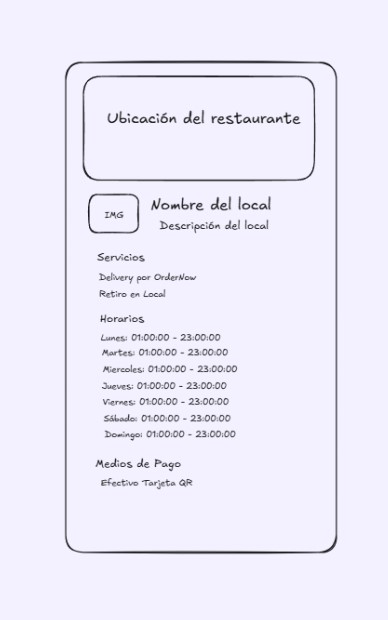 Ubicación del restaurante
IMG
Nombre del local
Descripción del local
Servicios
Delivery por OrderNow
Retiro en Local
Horarios
Lunes: 01:00:00 - 23:00:00
Martes: 01:00:00 - 23:00:00
Miercoles: 01:00:00 - 23:00:00
Jueves: 01:00:00 - 23:00:00
Viernes: 01:00:00 - 23:00:00
Sábado: 01:00:00 - 23:00:00
Domingo: 01:00:00 - 23:00:00
Medios de Pago
Efectivo Tarjeta QR